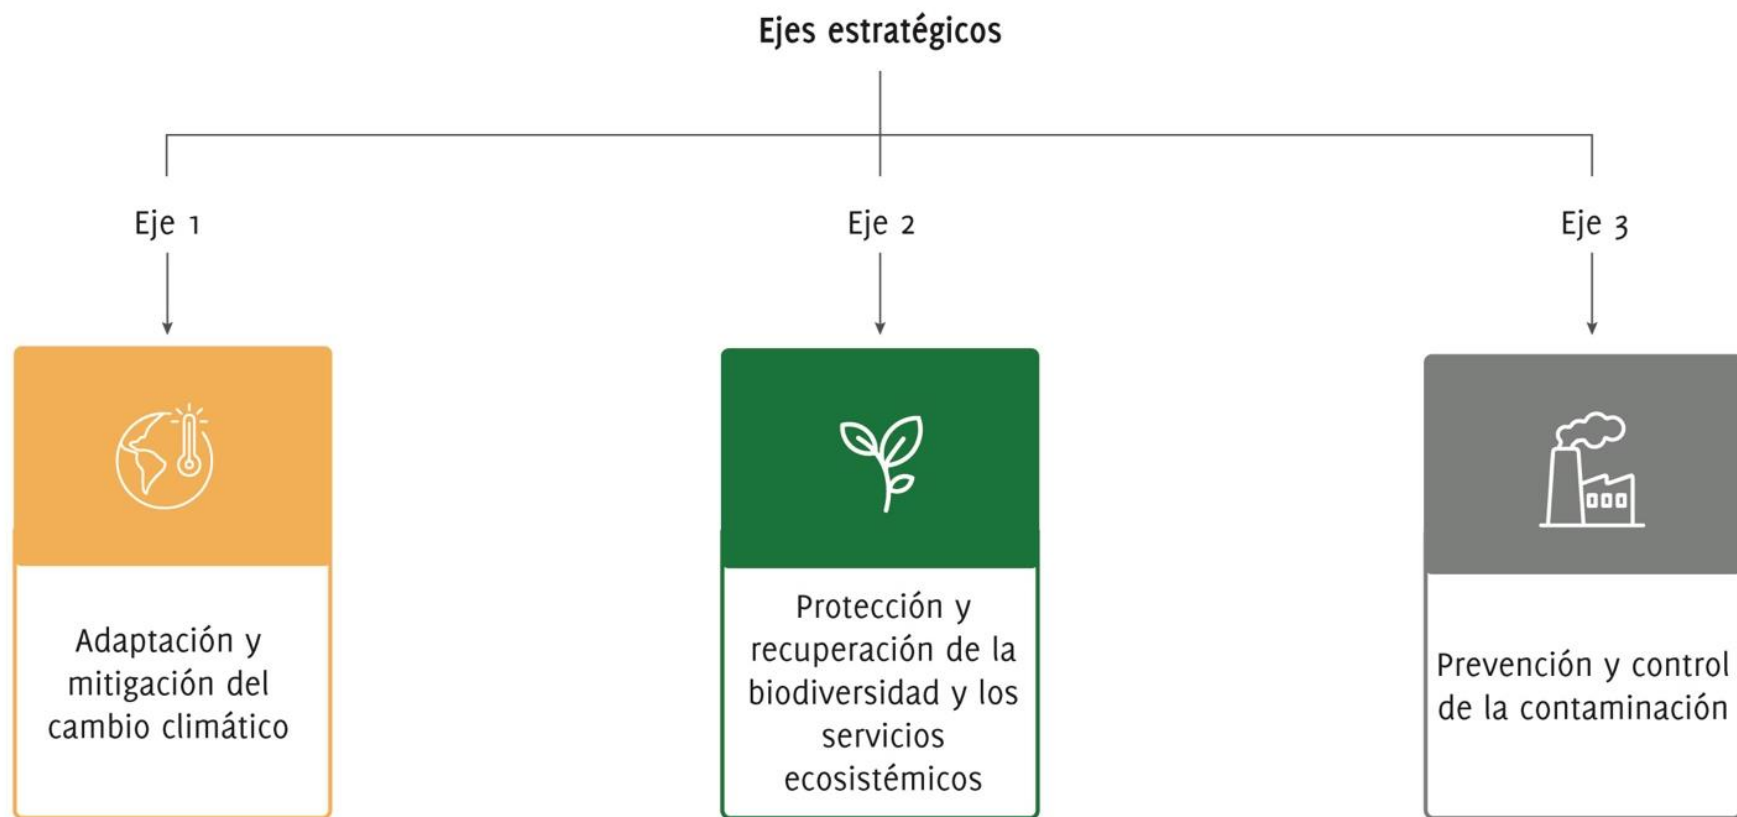 Ejes estratégicos
Eje 1
Eje 2
Eje 3
Adaptación y
mitigación del
cambio climático
Protección y
recuperación de la
biodiversidad y los
servicios
ecosistémicos
Prevención y control
de la contaminación